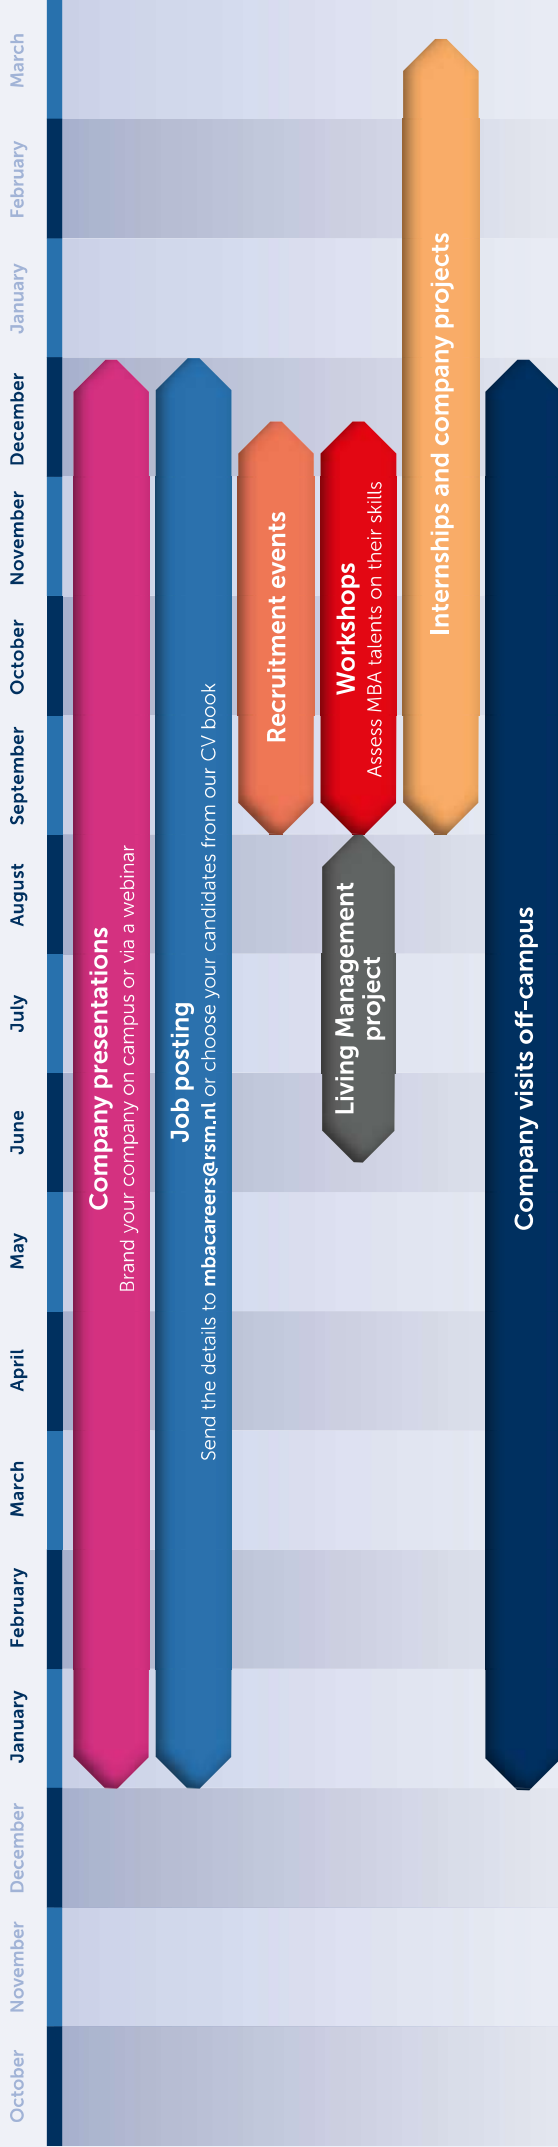 October
November
December
January
February
March
April
May
June
July
August
September
October
November
December
January
February
March
Company presentations
Brand your company on campus or via a webinar
Job posting
Send the details to mbacareers@rsm.nl or choose your candidates from our CV book
Recruitment events
Living Management
project
Workshops
Assess MBA talents on their skills
Internships and company projects
Company visits off-campus